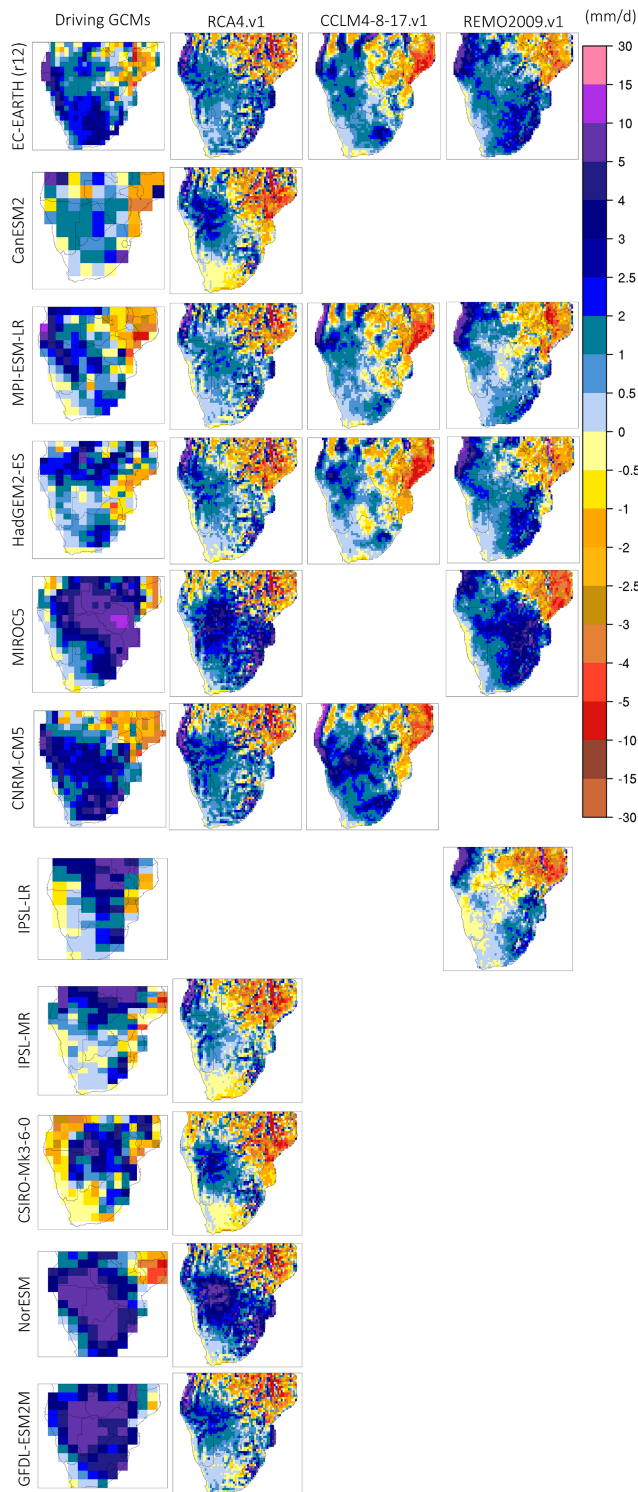 Driving GCMs RCA4.v1 CCLM4-8-17.v1 REMO2009.v1 (mm/d)
EC-EARTH (r12)
CanESM2
MPI-ESM-LR
HadGEM2-ES
MIROC5
CNRM-CM5
IPSL-LR
IPSL-MR
CSIRO-Mk3-6-0
NorESM
GFDL-ESM2M
30
15
10
5
3
2.5
2
1
0.5
0
-0.5
-1
-2
-2.5
-3
-5
-10
-15
-30